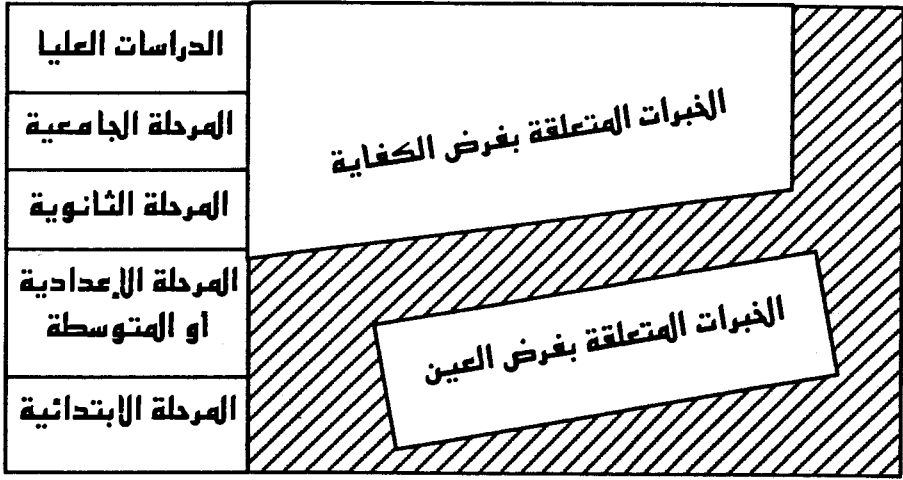 الدراسات العليا
المرحلة الجامعية
المرحلة الثانوية
المرحلة الإعدادية
أو المتوسطة
المرحلة الابتدائية
الخبرات المتعلقة بفرض الكفاية
الخبرات المتعلقة بفرض العين